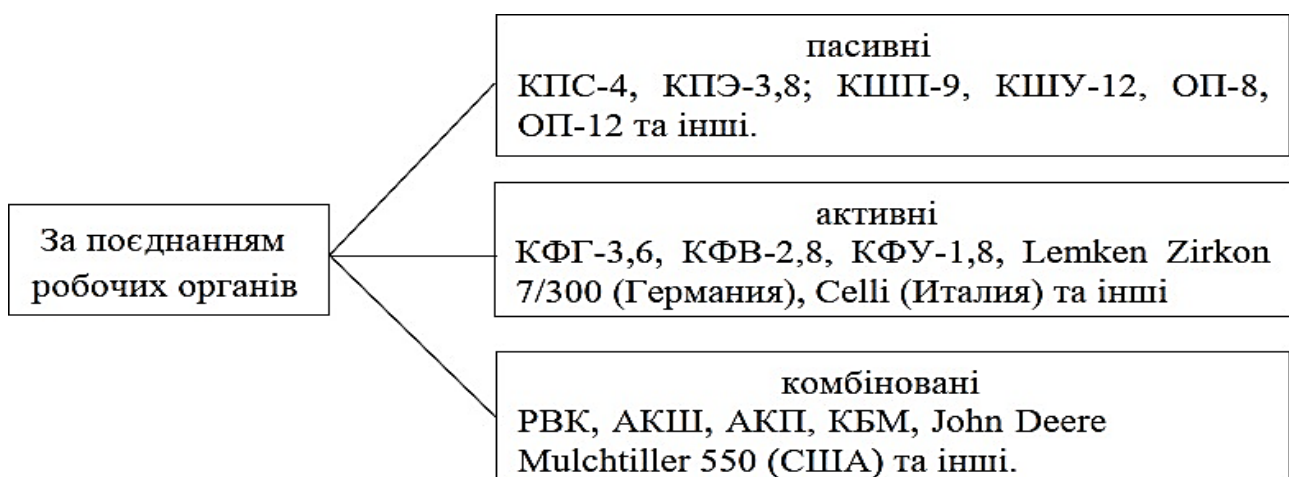 пасивні
КПС-4, КПЭ-3,8; КШП-9, КШУ-12, ОП-8,
ОП-12 та інші.
За поєднанням
робочих органів
активні
КФГ-3,6, КФВ-2,8, КФУ-1,8, Lemken Zirkon
7/300 (Германия), Celli (Италия) та інші
комбіновані
РВК, АКШ, АКП, КБМ, John Deere
Mulchtiller 550 (США) та інші.